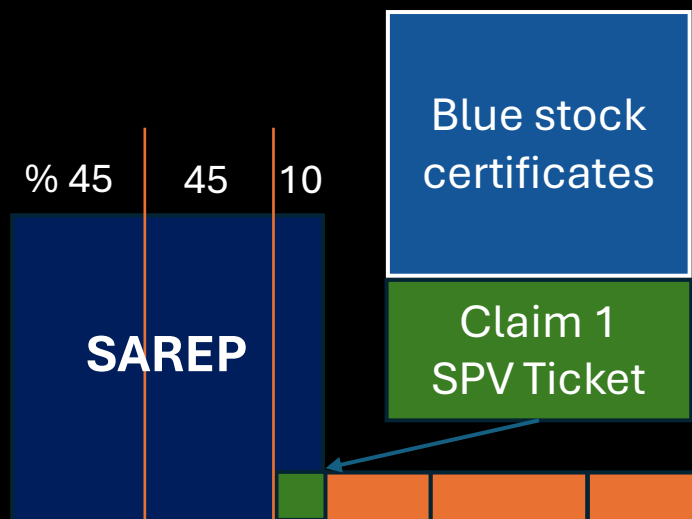 Blue stock
certificates
% 45 45 10
Claim 1
SPV Ticket
SAREP